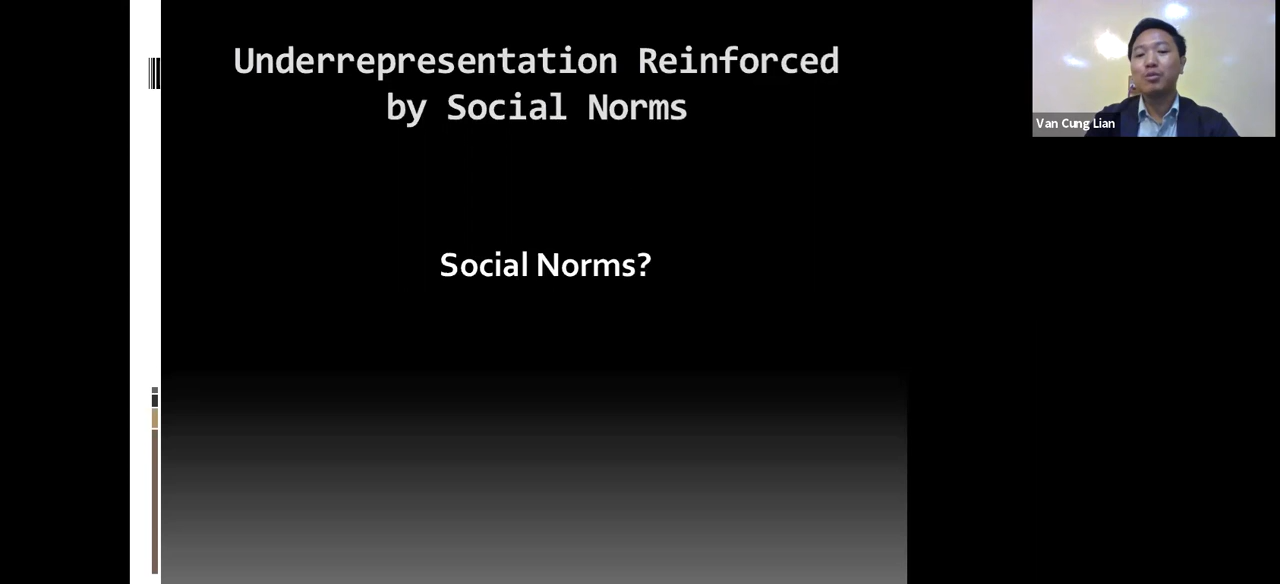 Underrepresentation Reinforced
by Social Norms
Social Norms?
Van Cung Lian